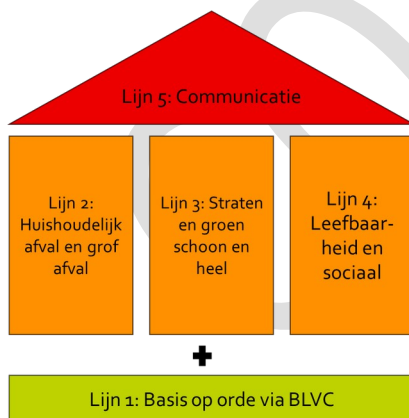 Lijn 5: Communicatie
Lijn 2:
Huishoudelijk
afval en grof
afval
Lijn 3: Straten
en groen
schoon en
heel
Lijn 4:
Leefbaar-
heid en
sociaal
+
Lijn 1: Basis op orde via BLVC